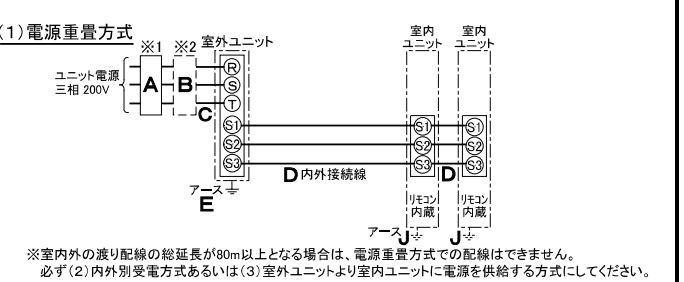 (1)電源重畳方式
※1 ※2 室外ユニット 室内ユニット 室内ユニット
ユニット電源
三相 200V
A B C
R
S
T
S1 S1 S1
S2 S2 S2
S3 S3 S3
D 内外接続線 D
アース
E
リモコン内蔵 リモコン内蔵
アース J J
※室内外の渡り配線の総延長が80m以上となる場合は、電源重畳方式での配線はできません。
必ず(2)内外別受電方式あるいは(3)室外ユニットより室内ユニットに電源を供給する方式にしてください。